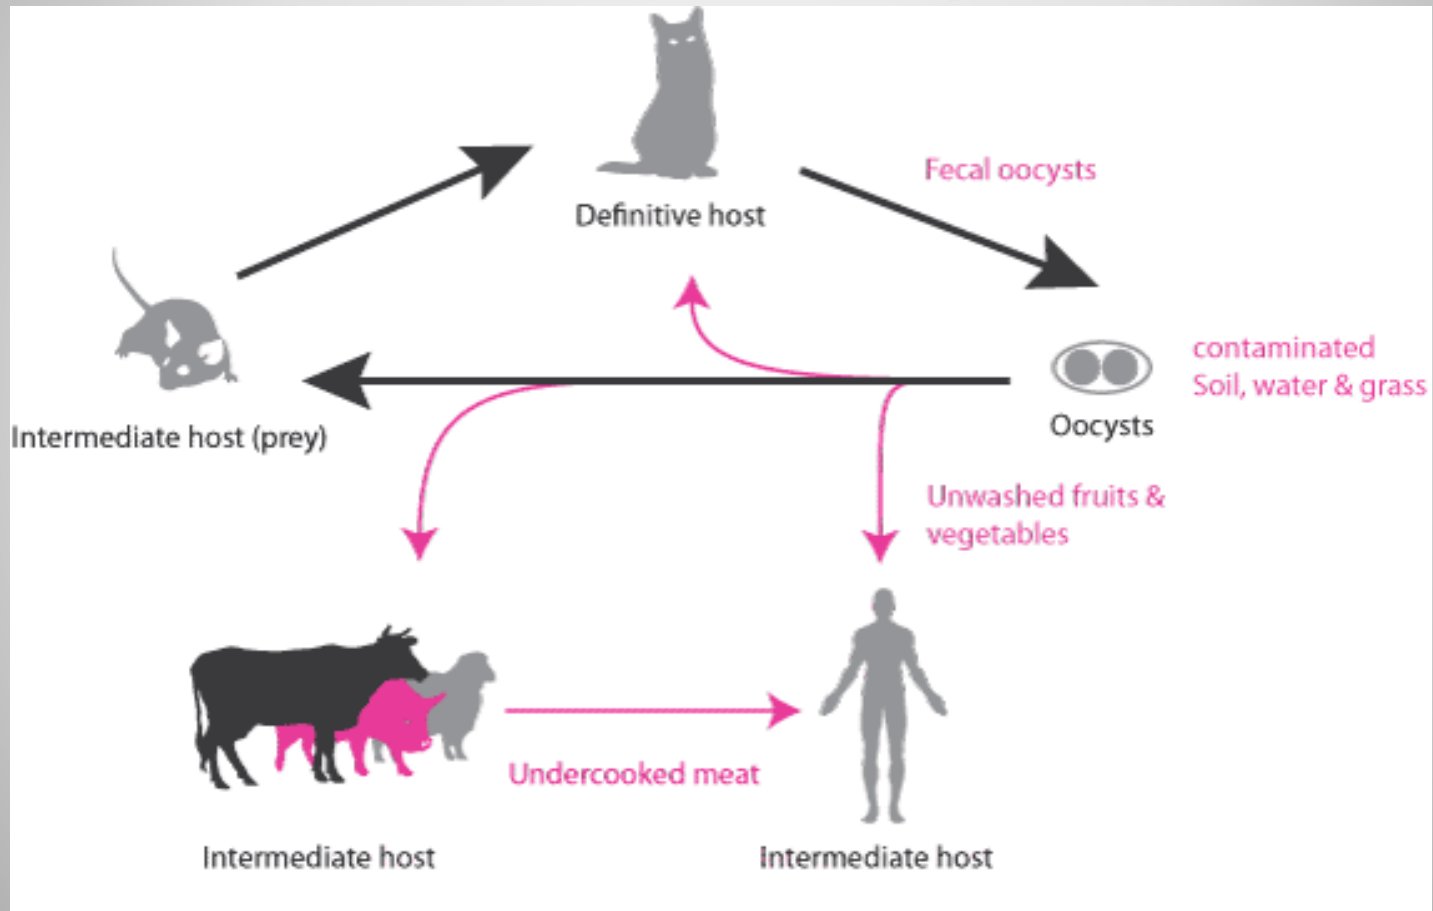 Fecal oocysts
Definitive host
contaminated
Soil, water & grass
Oocysts
Intermediate host (prey)
Unwashed fruits &
vegetables
Undercooked meat
Intermediate host
Intermediate host